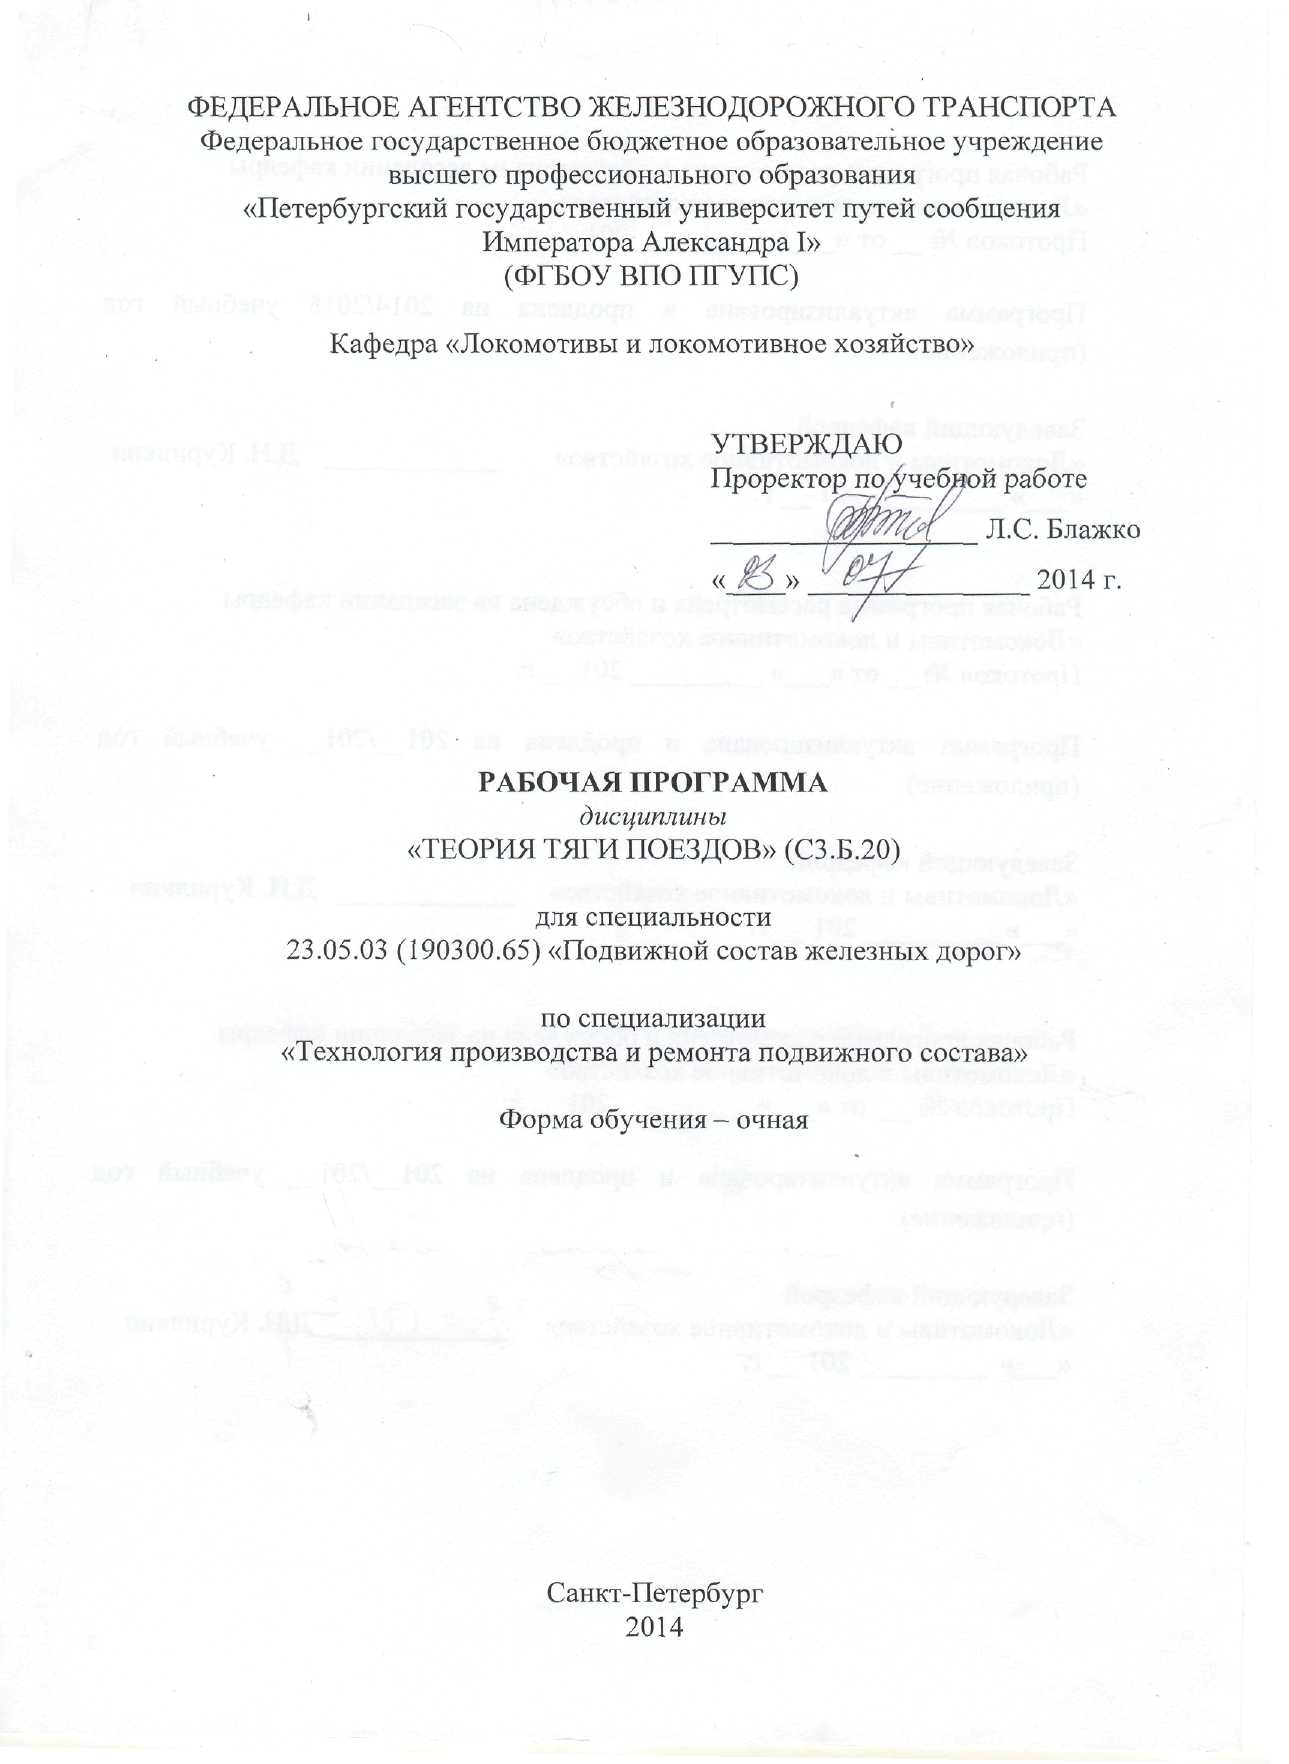 ФЕДЕРАЛЬНОЕ АГЕНТСТВО ЖЕЛЕЗНОДОРОЖНОГО ТРАНСПОРТА
Федеральное государственное бюджетное образовательное учреждение
высшего профессионального образования
«Петербургский государственный университет путей сообщения
Императора Александра I»
(ФГБОУ ВПО ПГУПС)
Кафедра «Локомотивы и локомотивное хозяйство»
УТВЕРЖДАЮ
Проректор по учебной работе
Л.С. Блажко
«23» 07 2014 г.
РАБОЧАЯ ПРОГРАММА
дисциплины
«ТЕОРИЯ ТЯГИ ПОЕЗДОВ» (С3.Б.20)
для специальности
23.05.03 (190300.65) «Подвижной состав железных дорог»
по специализации
«Технология производства и ремонта подвижного состава»
Форма обучения – очная
Санкт-Петербург
2014